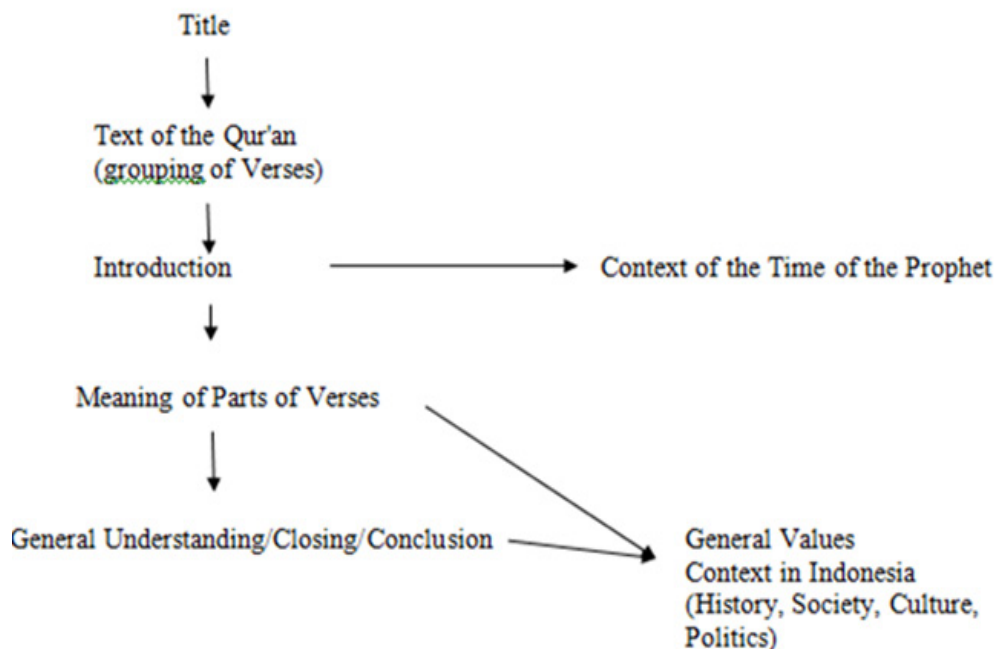 Title
Text of the Qur'an
(grouping of Verses)
Introduction
Context of the Time of the Prophet
Meaning of Parts of Verses
General Understanding/Closing/Conclusion
General Values
Context in Indonesia
(History, Society, Culture,
Politics)